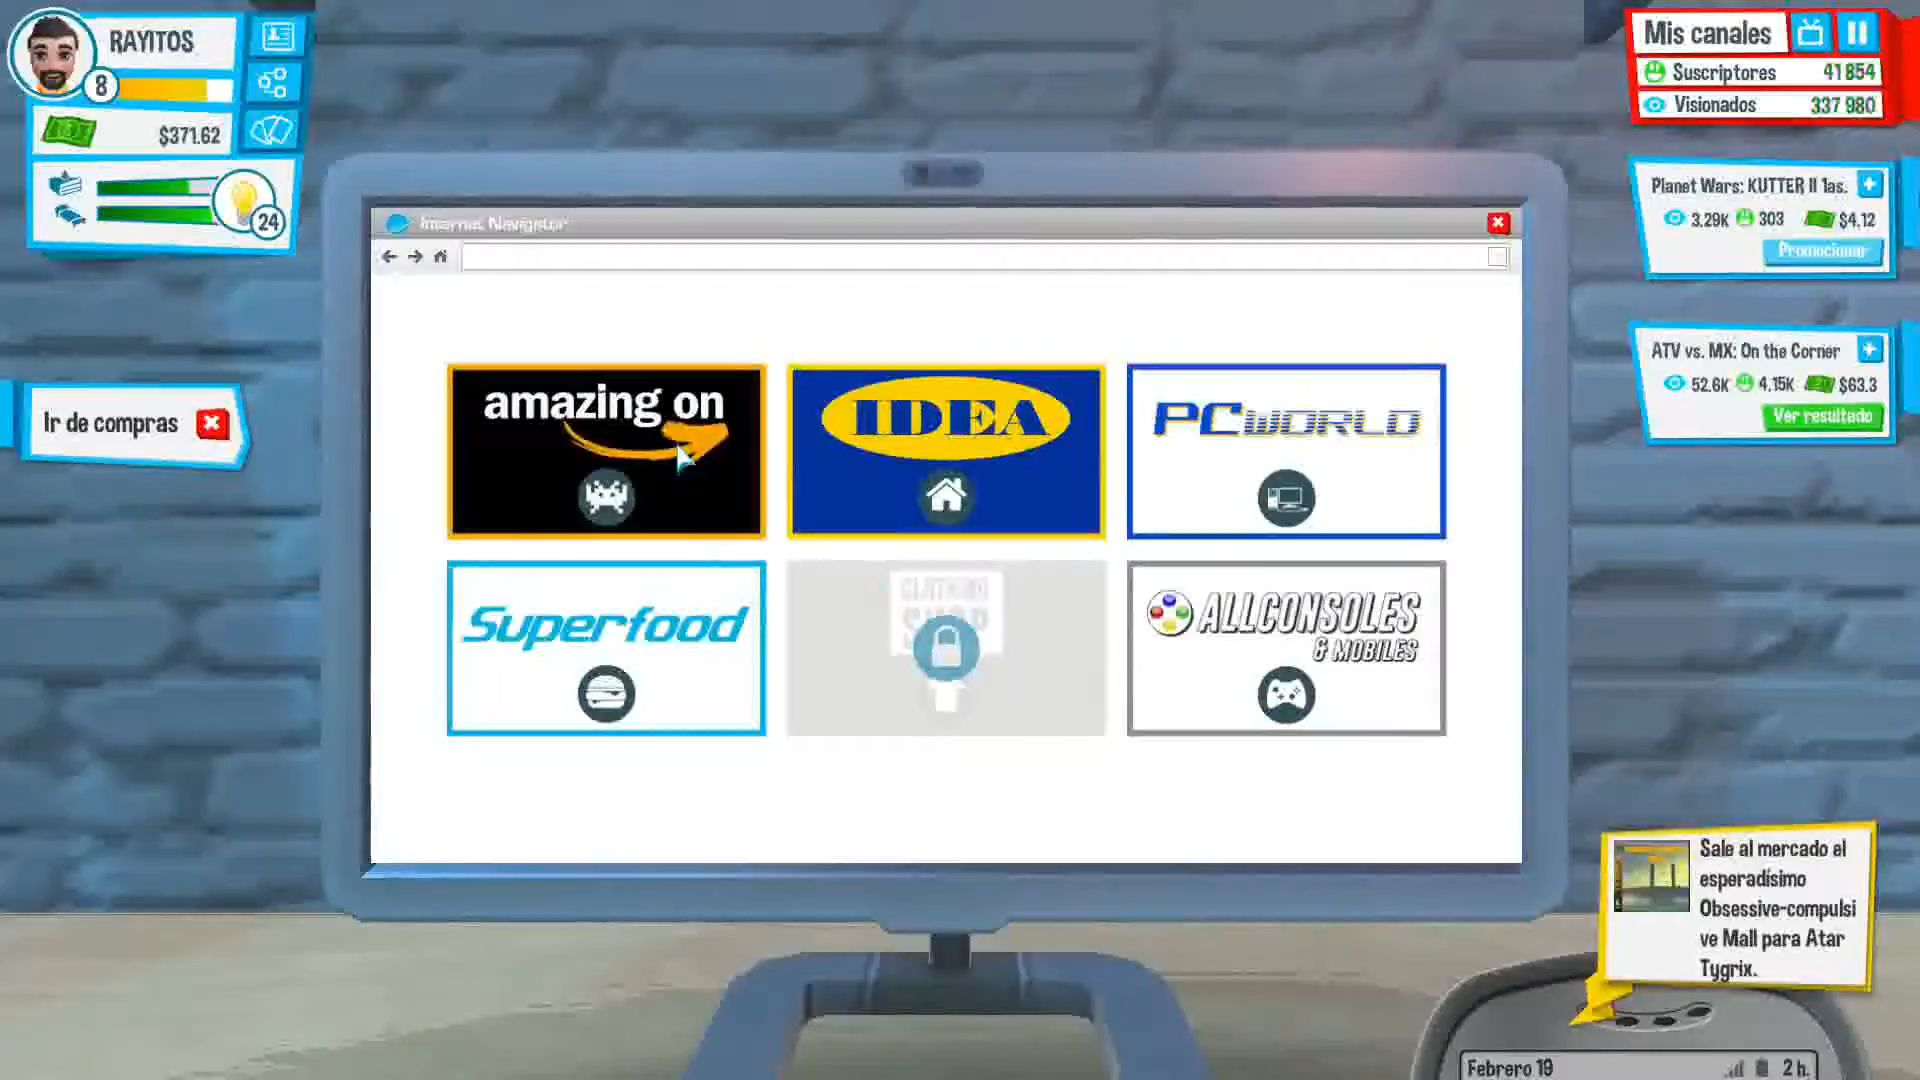 RAYITOS
8
$371.62
24
Ir de compras
Internet Navigator
amazing on
IDEA
PCWORLD
Superfood
CLOTHING
SHOP
ALLCONSOLES
& MOBILES
Mis canales
Suscriptores 41 854
Visionados 337 980
Planet Wars: KUTTER II 1as.
3.29K 303 $4.12
Promocionar
ATV vs. MX: On the Corner
52.6K 4.15K $63.3
Ver resultado
Sale al mercado el
esperadísimo
Obsessive-compulsi
ve Mall para Atar
Tygrix.
Febrero 19 2 h.